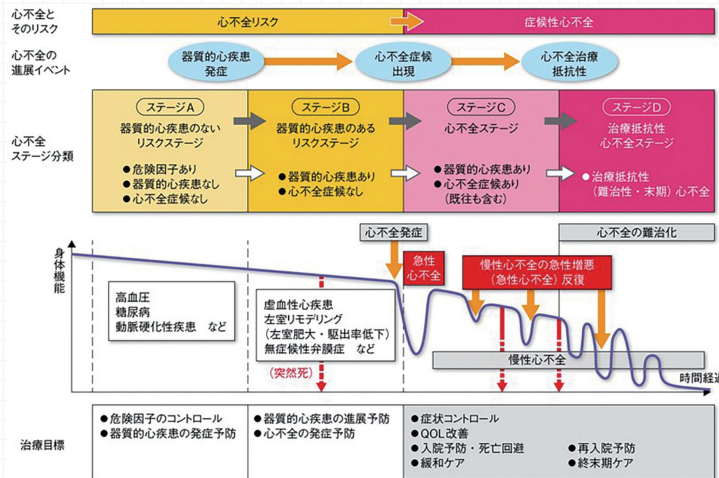 心不全と
そのリスク
心不全リスク
症候性心不全
心不全の
進展イベント
器質的心疾患
発症
心不全症候
出現
心不全治療
抵抗性
心不全
ステージ分類
ステージA
器質的心疾患のない
リスクステージ
●危険因子あり
●器質的心疾患なし
●心不全症候なし
ステージB
器質的心疾患のある
リスクステージ
●器質的心疾患あり
●心不全症候なし
ステージC
心不全ステージ
●器質的心疾患あり
●心不全症候あり
(既往も含む)
ステージD
治療抵抗性
心不全ステージ
●治療抵抗性
(難治性・末期)心不全
身体機能
心不全発症
心不全の難治化
急性
心不全
慢性心不全の急性増悪
(急性心不全)反復
高血圧
糖尿病
動脈硬化性疾患 など
虚血性心疾患
左室リモデリング
(左室肥大・駆出率低下)
無症候性弁膜症 など
(突然死)
慢性心不全
時間経過
治療目標
●危険因子のコントロール
●器質的心疾患の発症予防
●器質的心疾患の進展予防
●心不全の発症予防
●症状コントロール
●QOL改善
●入院予防・死亡回避 ●再入院予防
●緩和ケア ●終末期ケア